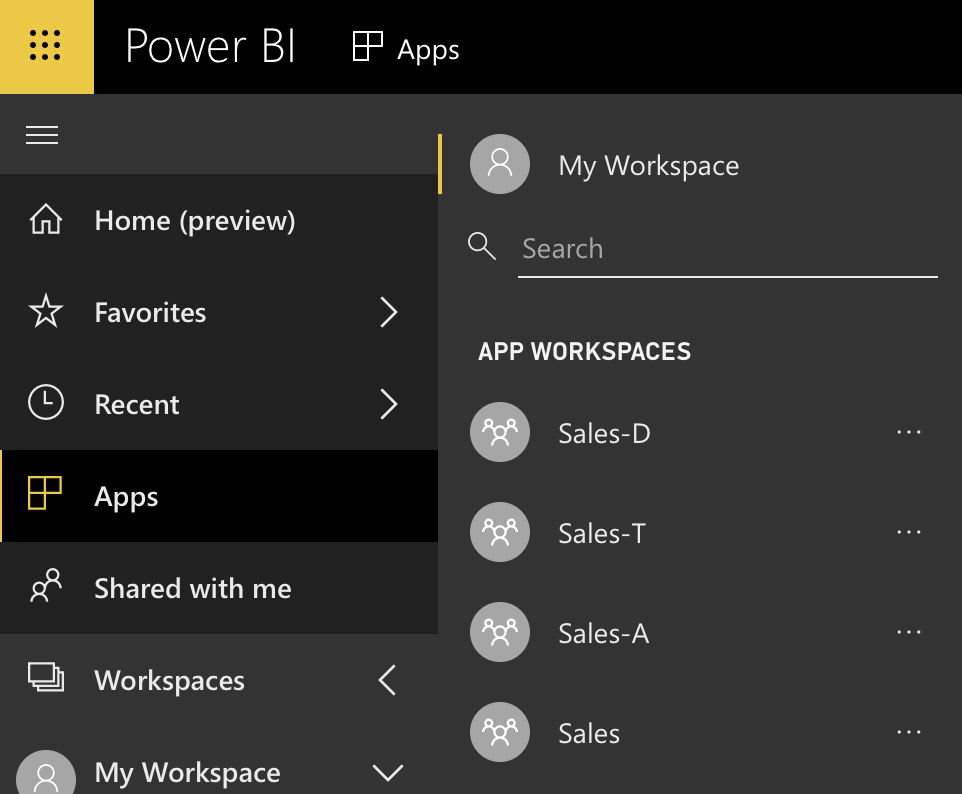 Power BI
Apps
Home (preview)
Favorites
Recent
Apps
Shared with me
Workspaces
My Workspace
My Workspace
Search
APP WORKSPACES
Sales-D
Sales-T
Sales-A
Sales